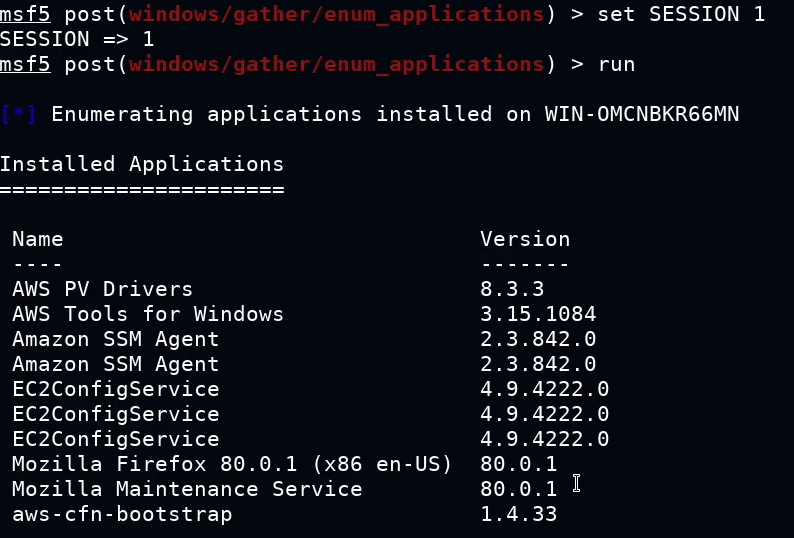 msf5 post(windows/gather/enum_applications) > set SESSION 1
SESSION => 1
msf5 post(windows/gather/enum_applications) > run
[*] Enumerating applications installed on WIN-OMCNBKR66MN
Installed Applications
======================
Name Version
---- -------
AWS PV Drivers 8.3.3
AWS Tools for Windows 3.15.1084
Amazon SSM Agent 2.3.842.0
Amazon SSM Agent 2.3.842.0
EC2ConfigService 4.9.4222.0
EC2ConfigService 4.9.4222.0
EC2ConfigService 4.9.4222.0
Mozilla Firefox 80.0.1 (x86 en-US) 80.0.1
Mozilla Maintenance Service 80.0.1
aws-cfn-bootstrap 1.4.33